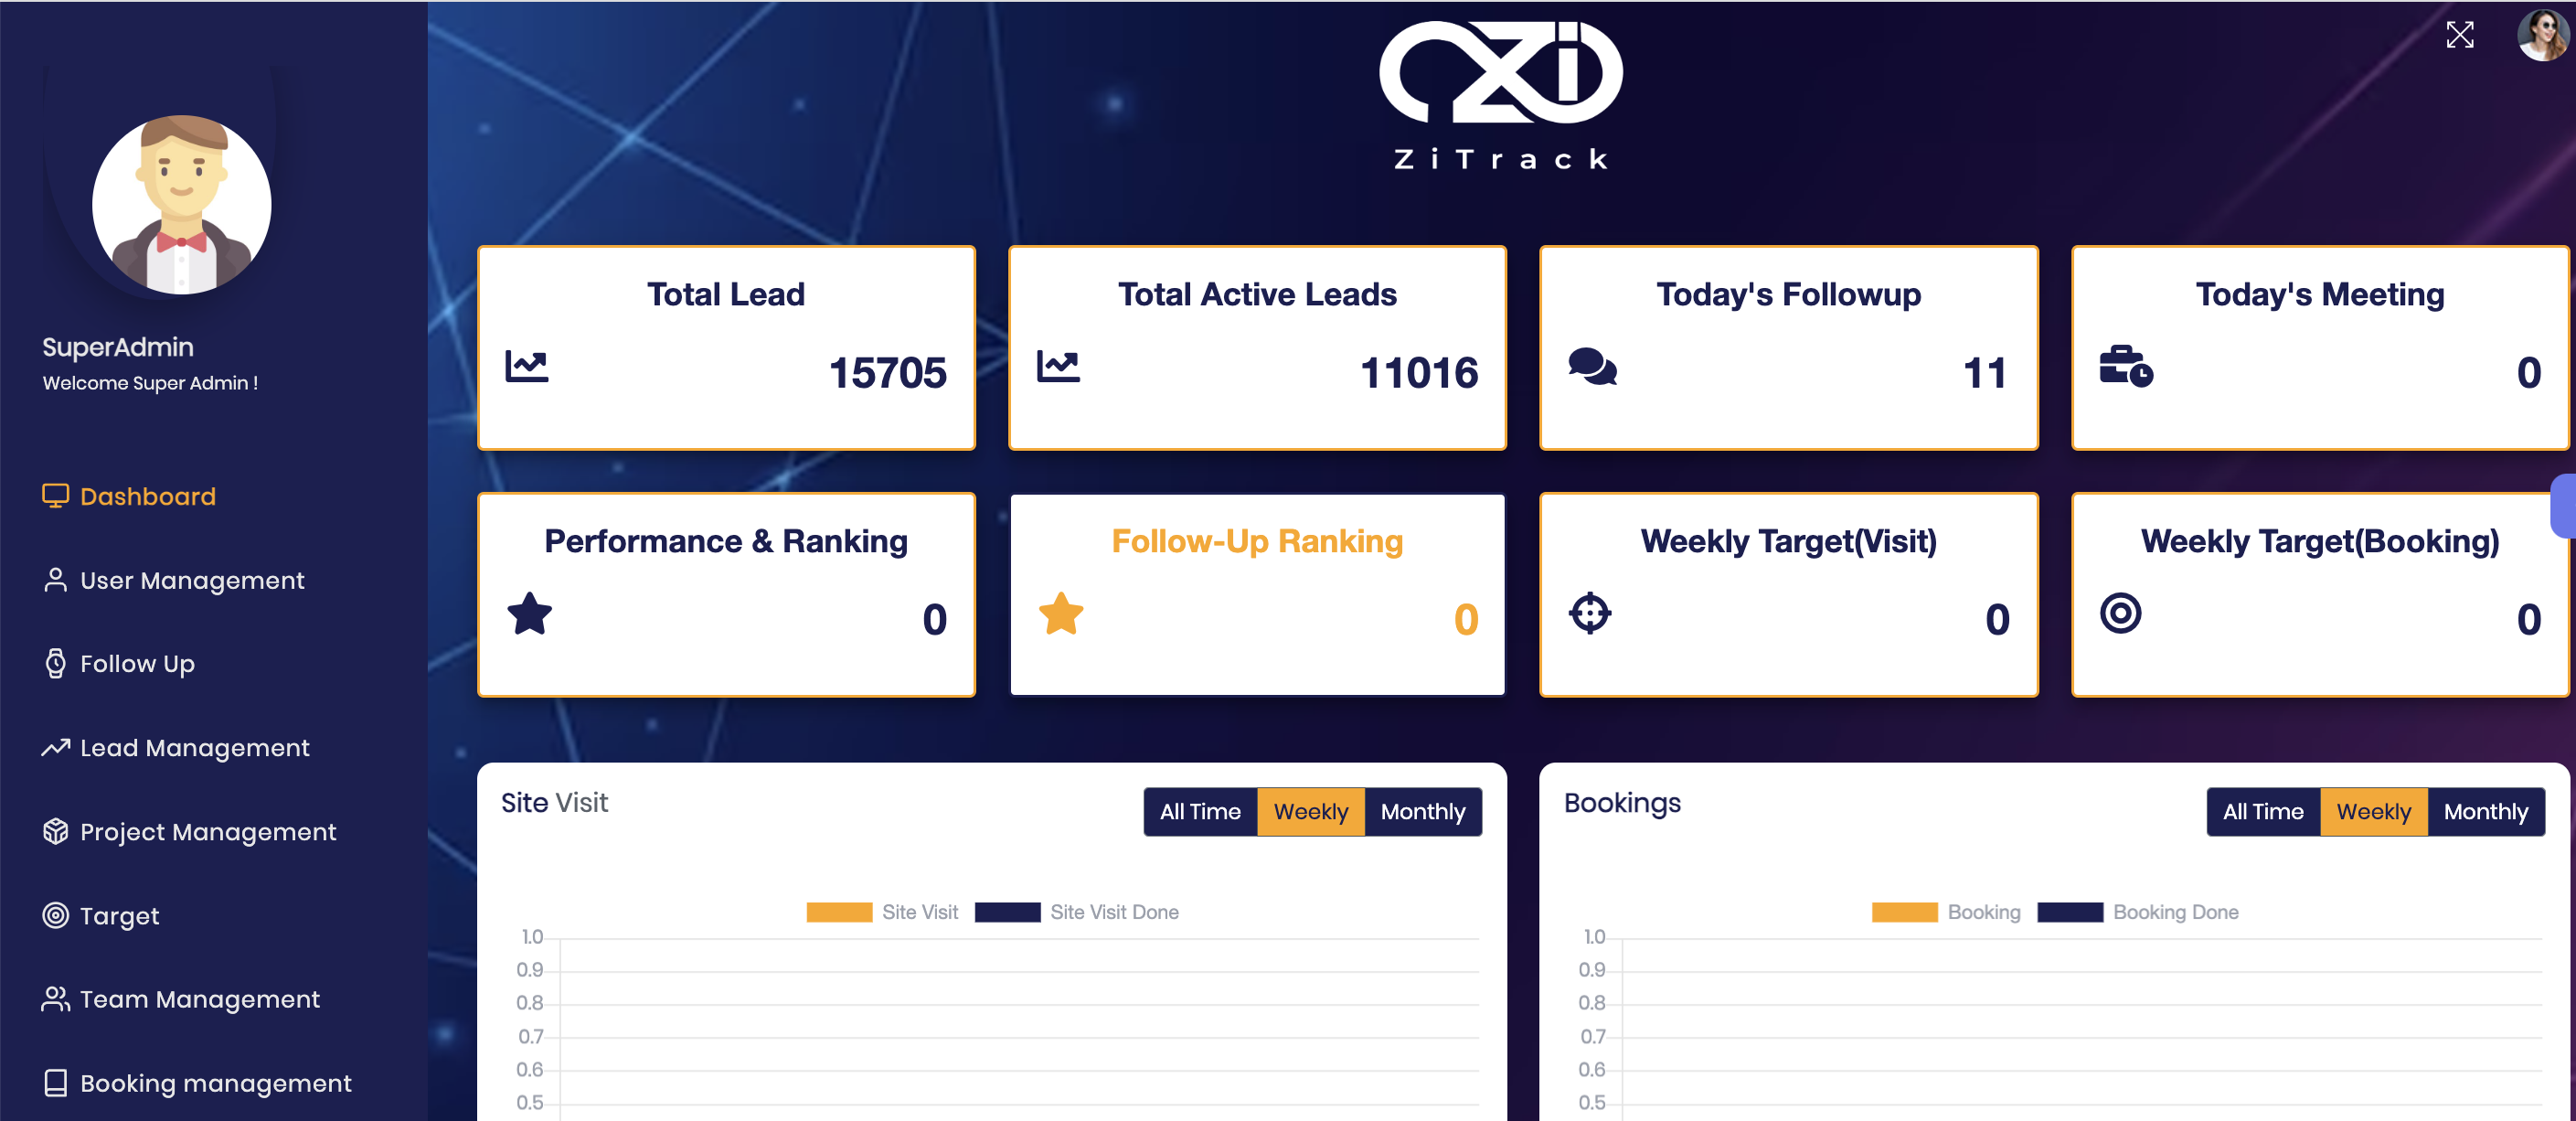 Zi
ZiTrack
SuperAdmin
Welcome Super Admin !
Dashboard
User Management
Follow Up
Lead Management
Project Management
Target
Team Management
Booking management
Total Lead
15705
Total Active Leads
11016
Today's Followup
11
Today's Meeting
0
Performance & Ranking
0
Follow-Up Ranking
0
Weekly Target(Visit)
0
Weekly Target(Booking)
0
Site Visit
All Time Weekly Monthly
Site Visit Site Visit Done
1.0
0.9
0.8
0.7
0.6
0.5
Bookings
All Time Weekly Monthly
Booking Booking Done
1.0
0.9
0.8
0.7
0.6
0.5